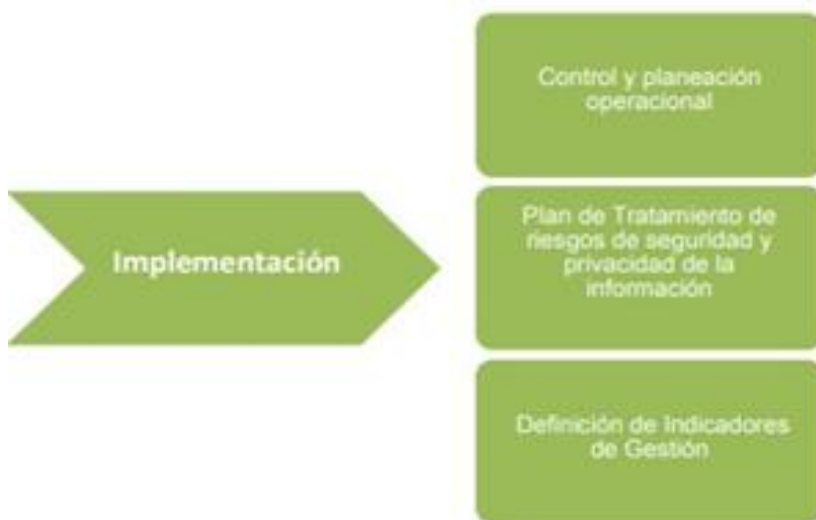 Control y planeación
operacional
Implementación
Plan de Tratamiento de
riesgos de seguridad y
privacidad de la
información
Definición de Indicadores
de Gestión